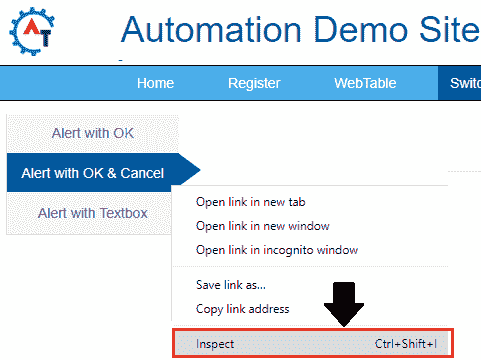 AT
Automation Demo Site
Home Register WebTable Switc
Alert with OK
Alert with OK & Cancel
Alert with Textbox
Open link in new tab
Open link in new window
Open link in incognito window
Save link as...
Copy link address
Inspect Ctrl+Shift+I